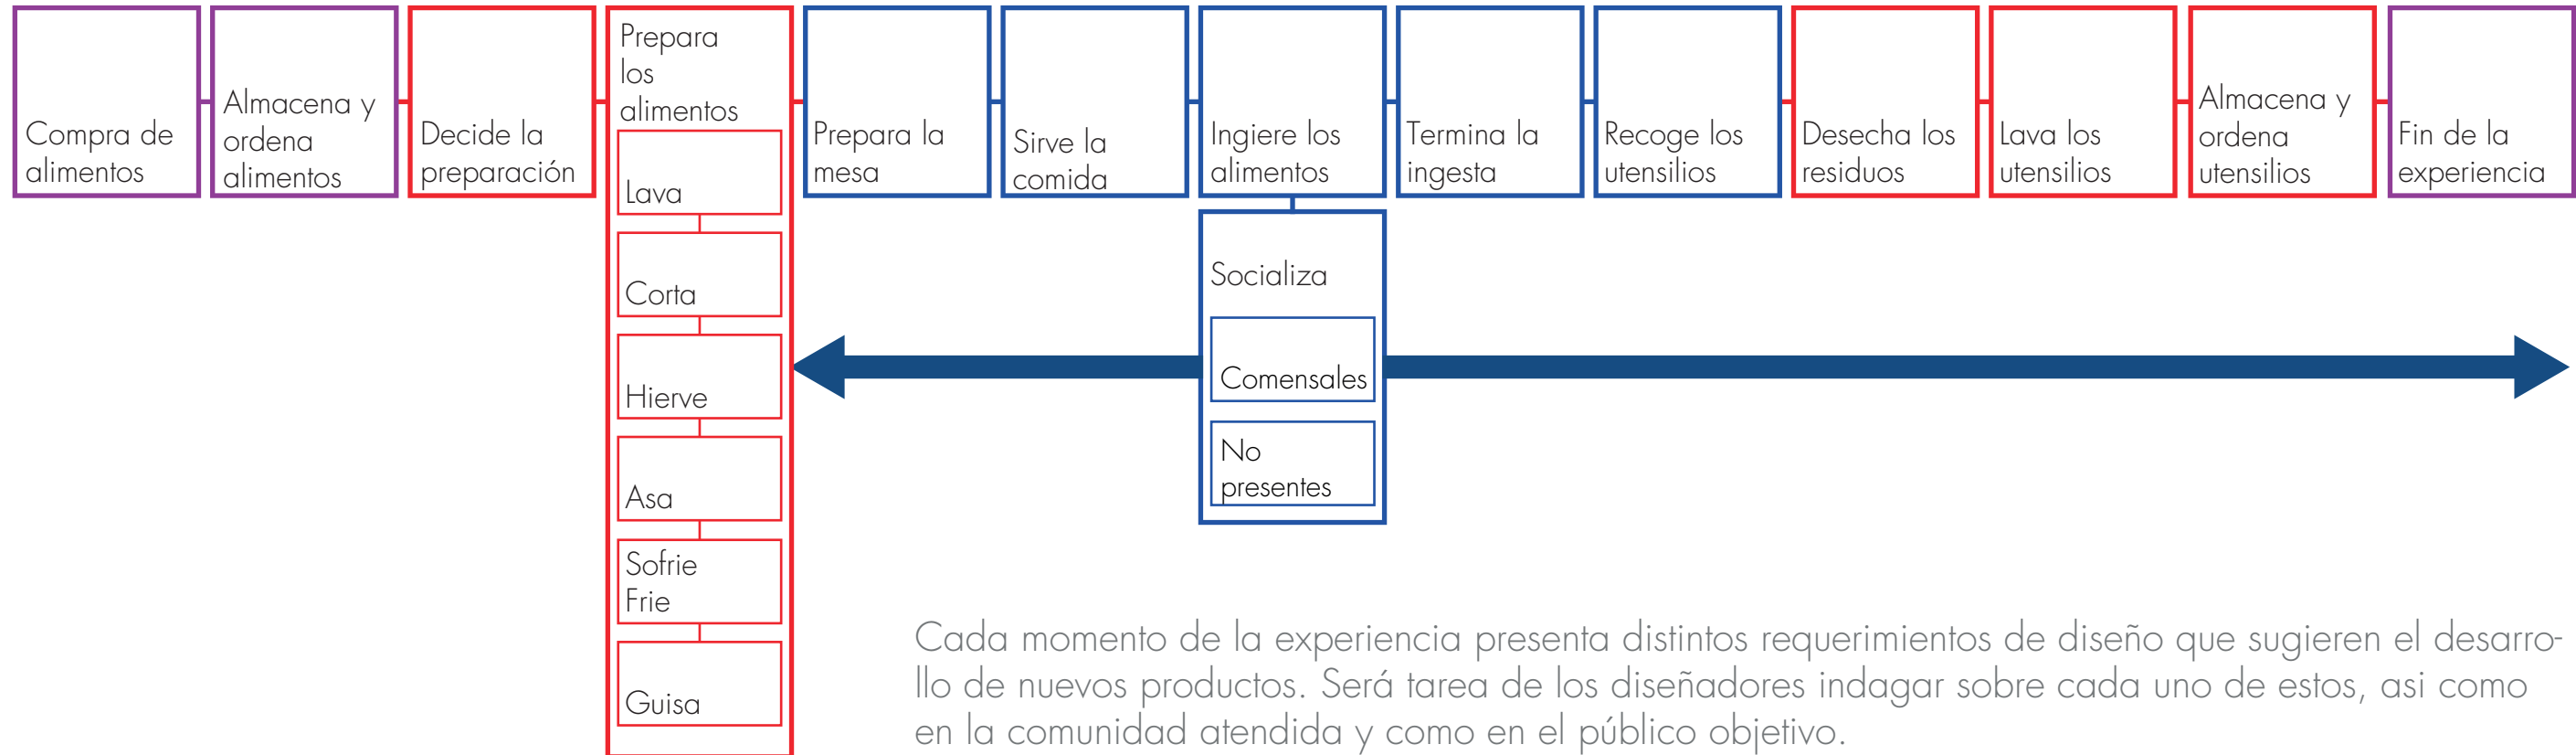 Compra de
alimentos
Almacena y
ordena
alimentos
Decide la
preparación
Prepara
los
alimentos
Lava
Corta
Hierve
Asa
Sofrie
Frie
Guisa
Prepara la
mesa
Sirve la
comida
Ingiere los
alimentos
Socializa
Comensales
No
presentes
Termina la
ingesta
Recoge los
utensilios
Desecha los
residuos
Lava los
utensilios
Almacena y
ordena
utensilios
Fin de la
experiencia
Cada momento de la experiencia presenta distintos requerimientos de diseño que sugieren el desarro-
llo de nuevos productos. Será tarea de los diseñadores indagar sobre cada uno de estos, asi como
en la comunidad atendida y como en el público objetivo.